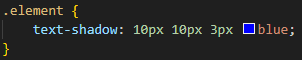 .element {
    text-shadow: 10px 10px 3px blue;
}